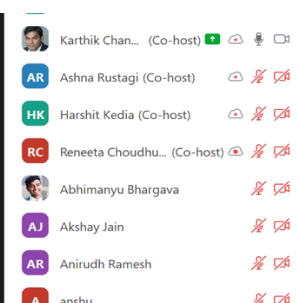 Karthik Chan... (Co-host)
AR Ashna Rustagi (Co-host)
HK Harshit Kedia (Co-host)
RC Reneeta Choudhu... (Co-host)
Abhimanyu Bhargava
AJ Akshay Jain
AR Anirudh Ramesh
A anshu